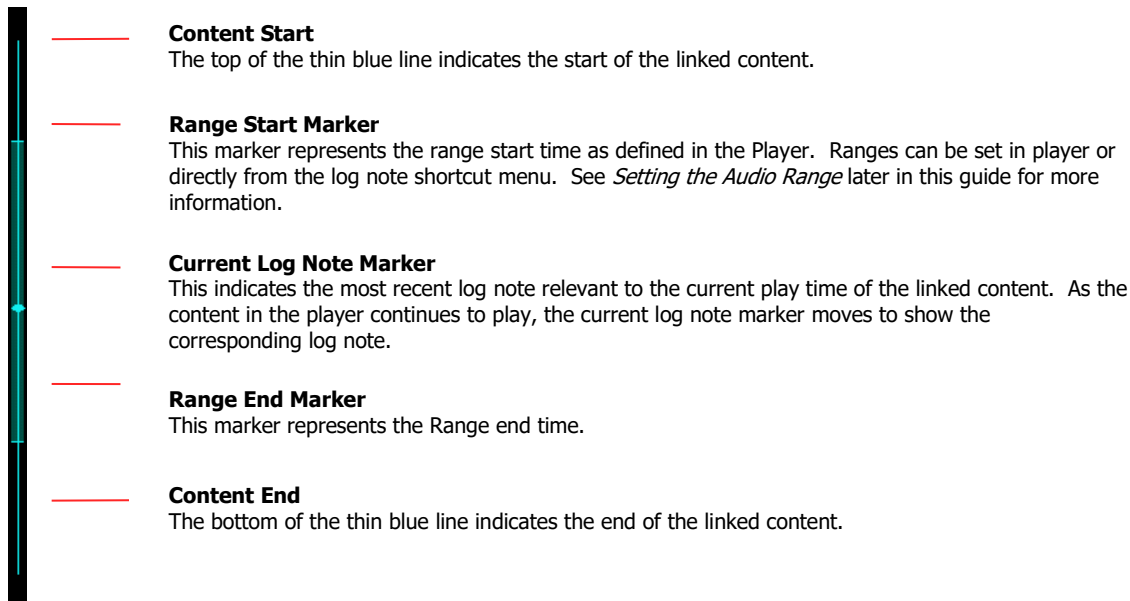 Content Start
The top of the thin blue line indicates the start of the linked content.
Range Start Marker
This marker represents the range start time as defined in the Player.  Ranges can be set in player or
directly from the log note shortcut menu.  See Setting the Audio Range later in this guide for more
information.
Current Log Note Marker
This indicates the most recent log note relevant to the current play time of the linked content.  As the
content in the player continues to play, the current log note marker moves to show the
corresponding log note.
Range End Marker
This marker represents the Range end time.
Content End
The bottom of the thin blue line indicates the end of the linked content.